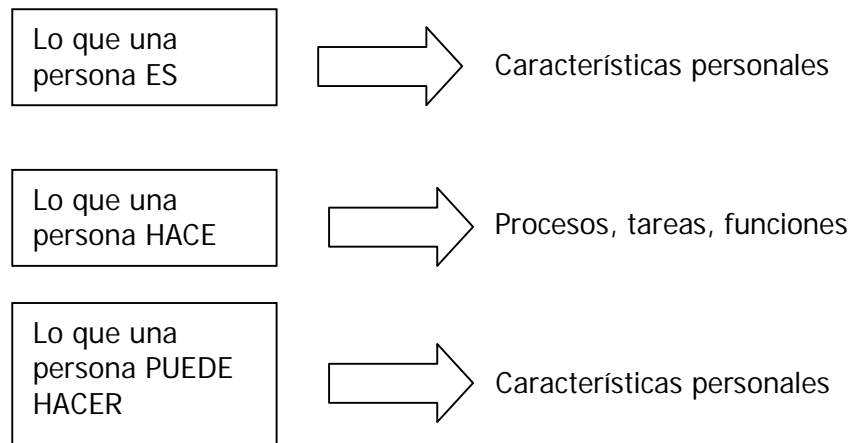 Lo que una
persona ES
Características personales
Lo que una
persona HACE
Procesos, tareas, funciones
Lo que una
persona PUEDE
HACER
Características personales